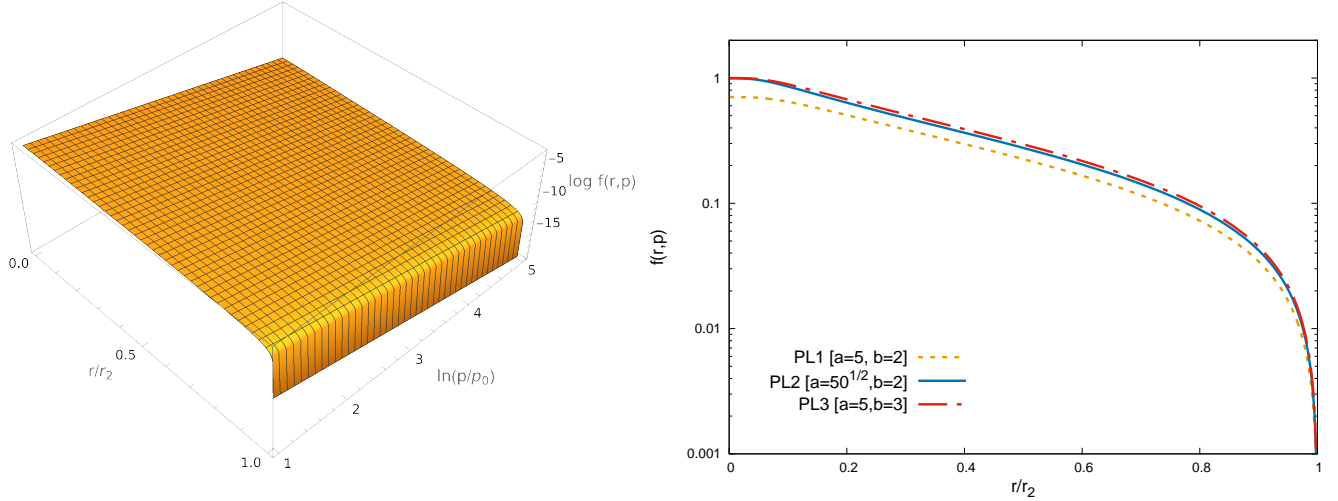 −5
log f(r,p)
−10
−15
0.0
5
4
0.5
3
r/r2
ln(p/p0)
2
1.0
1
1
0.1
f(r,p)
0.01
PL1 [a=5, b=2]
PL2 [a=50^1/2,b=2]
PL3 [a=5,b=3]
0.001
0 0.2 0.4 0.6 0.8 1
r/r2